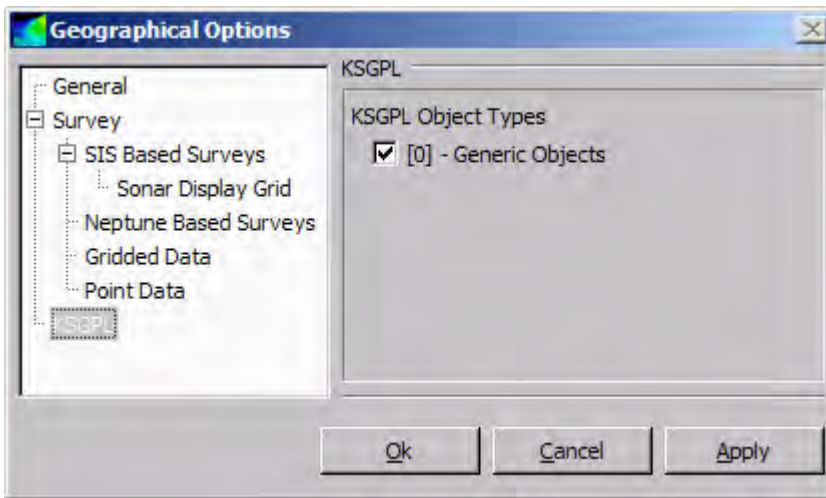 Geographical Options
General
Survey
SIS Based Surveys
Sonar Display Grid
Neptune Based Surveys
Gridded Data
Point Data
KSGPL
KSGPL
KSGPL Object Types
[0] - Generic Objects
Ok
Cancel
Apply